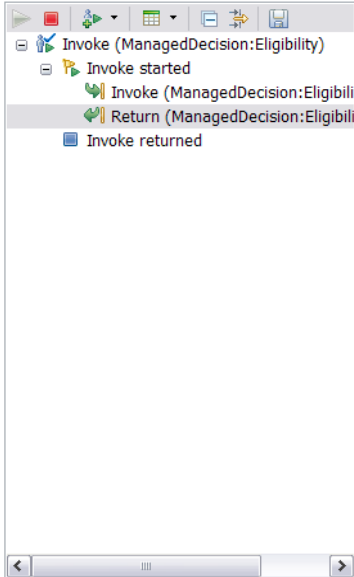 Invoke (ManagedDecision:Eligibility)
Invoke started
Invoke (ManagedDecision:Eligibili
Return (ManagedDecision:Eligibili
Invoke returned